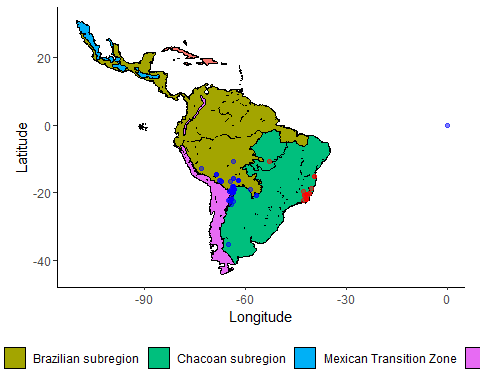 20
0
-20
-40
Latitude
-90
-60
-30
0
Longitude
Brazilian subregion
Chacoan subregion
Mexican Transition Zone